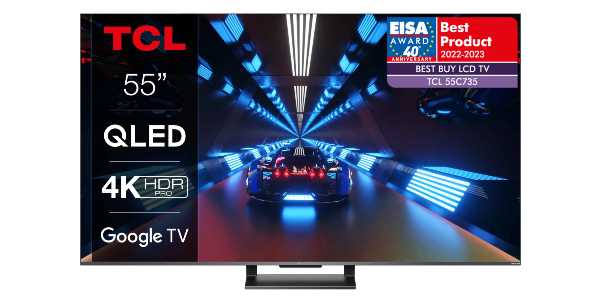 TCL
55”
QLED
4K HDR
PRO
Google TV
EISA
AWARD
40
ANNIVERSARY
Best
Product
2022-2023
BEST BUY LCD TV
TCL 55C735